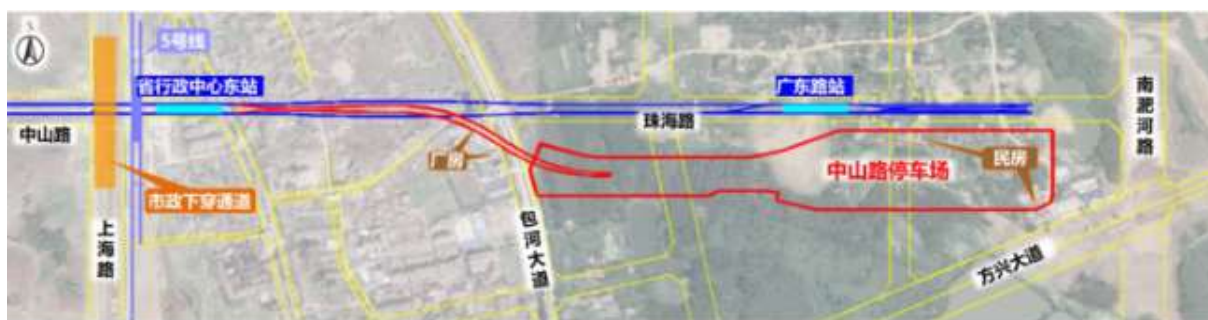 5号线
省行政中心东站
广东路站
中山路
珠海路
厂房
民房
中山路停车场
市政下穿通道
上海路
包河大道
方兴大道
南淝河路